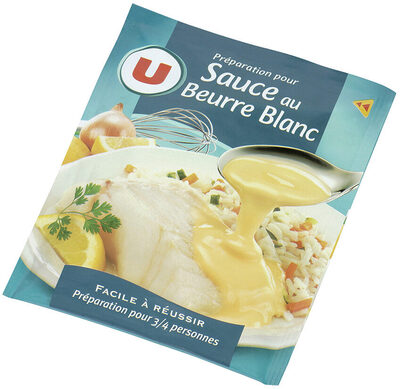 U
Préparation pour
Sauce au
Beurre Blanc
FACILE À RÉUSSIR
Préparation pour 3/4 personnes